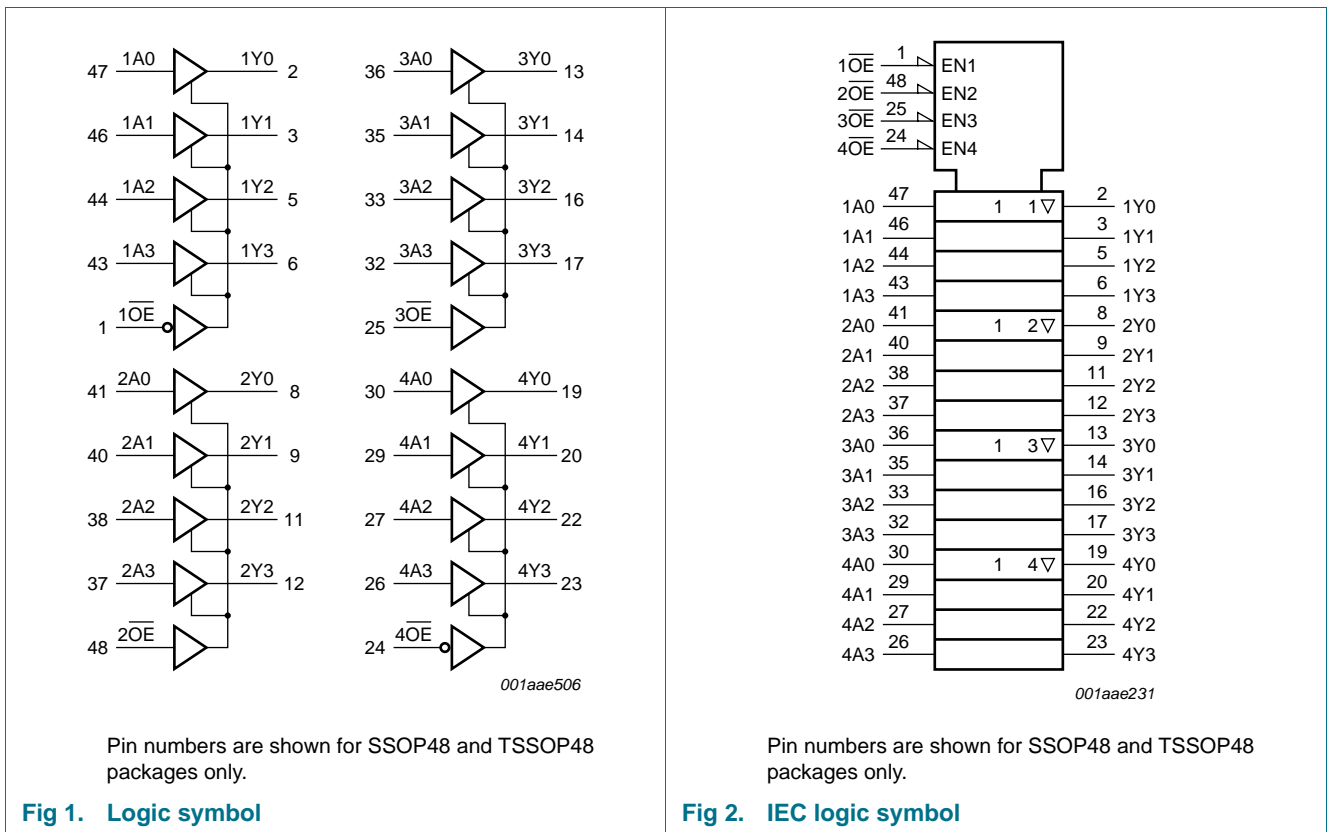 47 1A0 1Y0 2
46 1A1 1Y1 3
44 1A2 1Y2 5
43 1A3 1Y3 6
1 1O̅E̅
41 2A0 2Y0 8
40 2A1 2Y1 9
38 2A2 2Y2 11
37 2A3 2Y3 12
48 2O̅E̅
36 3A0 3Y0 13
35 3A1 3Y1 14
33 3A2 3Y2 16
32 3A3 3Y3 17
25 3O̅E̅
30 4A0 4Y0 19
29 4A1 4Y1 20
27 4A2 4Y2 22
26 4A3 4Y3 23
24 4O̅E̅
001aae506
Pin numbers are shown for SSOP48 and TSSOP48
packages only.
Fig 1. Logic symbol
1O̅E̅ 1 EN1
2O̅E̅ 48 EN2
3O̅E̅ 25 EN3
4O̅E̅ 24 EN4
1A0 47 1 1▽ 2 1Y0
1A1 46 3 1Y1
1A2 44 5 1Y2
1A3 43 6 1Y3
2A0 41 1 2▽ 8 2Y0
2A1 40 9 2Y1
2A2 38 11 2Y2
2A3 37 12 2Y3
3A0 36 1 3▽ 13 3Y0
3A1 35 14 3Y1
3A2 33 16 3Y2
3A3 32 17 3Y3
4A0 30 1 4▽ 19 4Y0
4A1 29 20 4Y1
4A2 27 22 4Y2
4A3 26 23 4Y3
001aae231
Pin numbers are shown for SSOP48 and TSSOP48
packages only.
Fig 2. IEC logic symbol